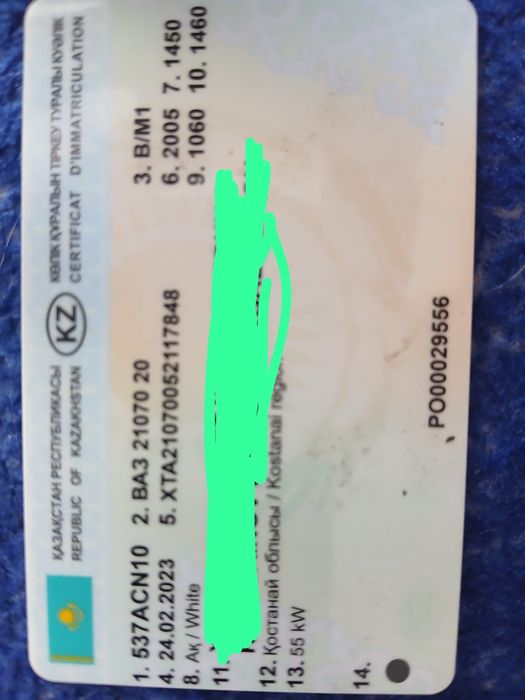 ҚАЗАҚСТАН РЕСПУБЛИКАСЫ KZ КӨЛІК ҚҰРАЛЫН ТІРКЕУ ТУРАЛЫ КУӘЛІК
REPUBLIC OF KAZAKHSTAN CERTIFICAT D'IMMATRICULATION
1. 537ACN10 2. ВАЗ 21070 20 3. B/M1
4. 24.02.2023 5. XTA21070052117848 6. 2005 7. 1450
8. Ақ / White 9. 1060 10. 1460
11.
12. Қостанай облысы / Kostanai region
13. 55 kW
14.
PO00029556